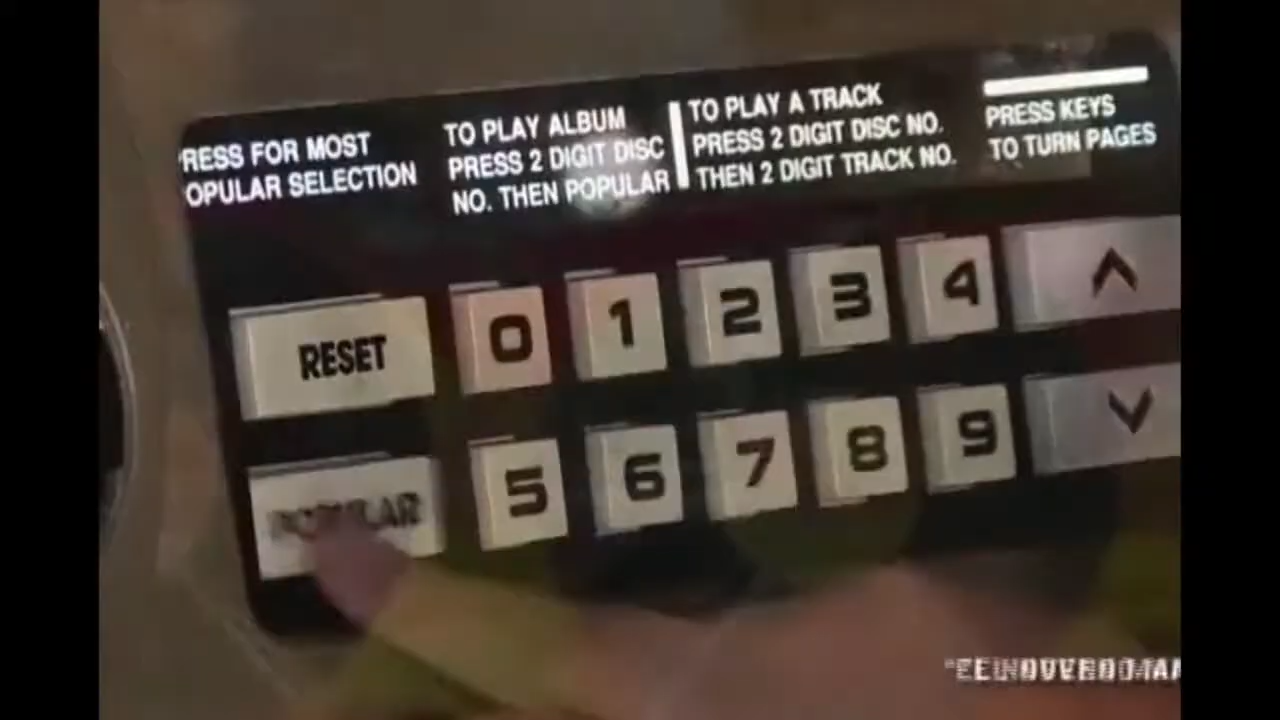 RESS FOR MOST
OPULAR SELECTION
TO PLAY ALBUM
PRESS 2 DIGIT DISC
NO. THEN POPULAR
TO PLAY A TRACK
PRESS 2 DIGIT DISC NO.
THEN 2 DIGIT TRACK NO.
PRESS KEYS
TO TURN PAGES
RESET 0 1 2 3 4
POPULAR 5 6 7 8 9